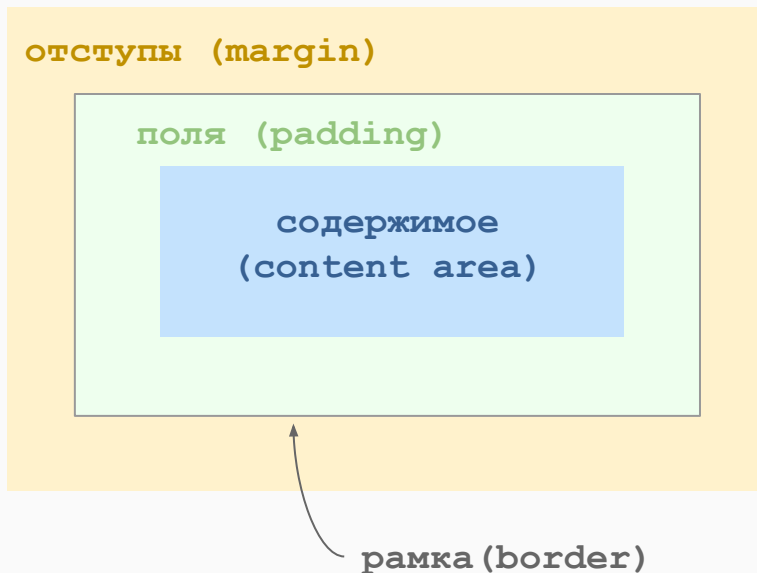 отступы (margin)
поля (padding)
содержимое
(content area)
рамка(border)